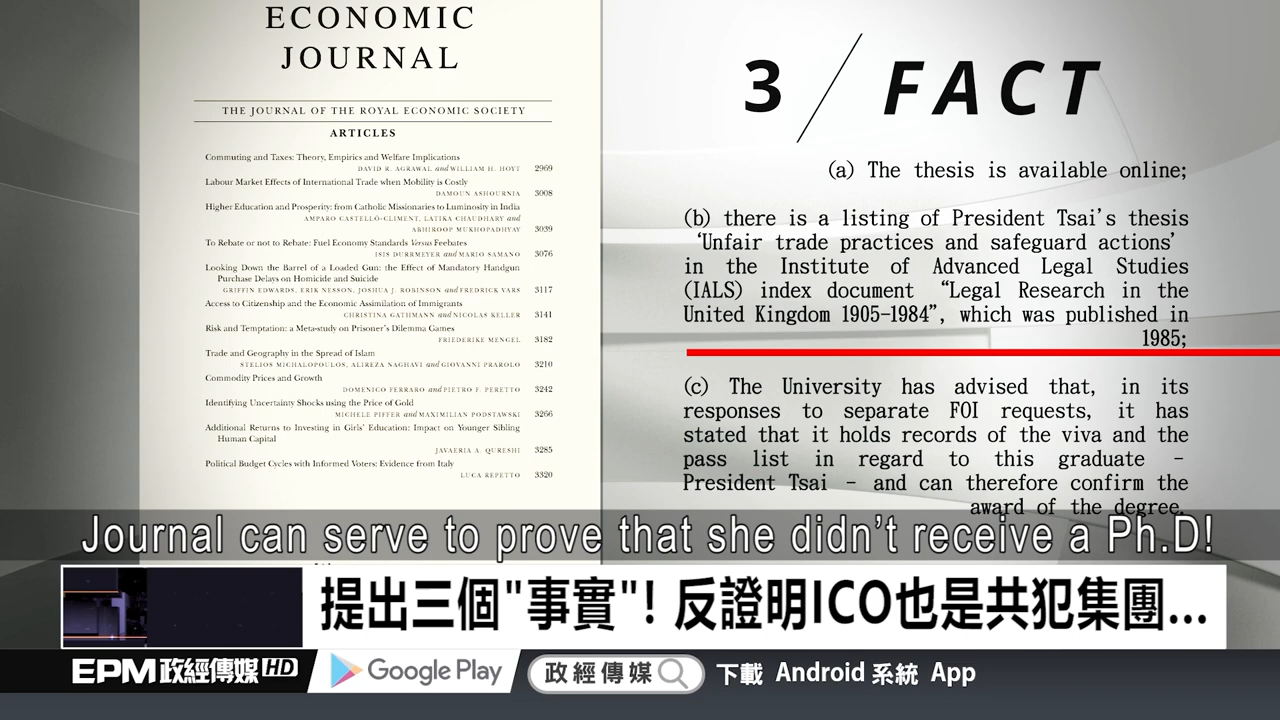 ECONOMIC
JOURNAL
THE JOURNAL OF THE ROYAL ECONOMIC SOCIETY
ARTICLES
Commuting and Taxes: Theory, Empirics and Welfare Implications
DAVID R. AGRAWAL and WILLIAM H. HOYT 2969
Labour Market Effects of International Trade when Mobility is Costly
DAMOUN ASHOURNIA 3008
Higher Education and Prosperity: from Catholic Missionaries to Luminosity in India
AMPARO CASTELLÓ-CLIMENT, LATIKA CHAUDHARY and
ABHIROOP MUKHOPADHYAY 3039
To Rebate or not to Rebate: Fuel Economy Standards Versus Feebates
ISIS DURRMEYER and MARIO SAMANO 3076
Looking Down the Barrel of a Loaded Gun: the Effect of Mandatory Handgun
Purchase Delays on Homicide and Suicide
GRIFFIN EDWARDS, ERIK NESSON, JOSHUA J. ROBINSON and FREDRICK VARS 3117
Access to Citizenship and the Economic Assimilation of Immigrants
CHRISTINA GATHMANN and NICOLAS KELLER 3141
Risk and Temptation: a Meta-study on Prisoner's Dilemma Games
FRIEDERIKE MENGEL 3182
Trade and Geography in the Spread of Islam
STELIOS MICHALOPOULOS, ALIREZA NAGHAVI and GIOVANNI PRAROLO 3210
Commodity Prices and Growth
DOMENICO FERRARO and PIETRO F. PERETTO 3242
Identifying Uncertainty Shocks using the Price of Gold
MICHELE PIFFER and MAXIMILIAN PODSTAWSKI 3266
Additional Returns to Investing in Girls' Education: Impact on Younger Sibling
Human Capital
JAVAERIA A. QURESHI 3285
Political Budget Cycles with Informed Voters: Evidence from Italy
LUCA REPETTO 3320
3 / FACT
(a) The thesis is available online;
(b) there is a listing of President Tsai's thesis
'Unfair trade practices and safeguard actions'
in the Institute of Advanced Legal Studies
(IALS) index document "Legal Research in the
United Kingdom 1905-1984", which was published in
1985;
(c) The University has advised that, in its
responses to separate FOI requests, it has
stated that it holds records of the viva and the
pass list in regard to this graduate -
President Tsai - and can therefore confirm the
award of the degree.
Journal can serve to prove that she didn't receive a Ph.D!
提出三個"事實"! 反證明ICO也是共犯集團...
EPM政經傳媒HD
Google Play
政經傳媒
下載 Android 系統 App